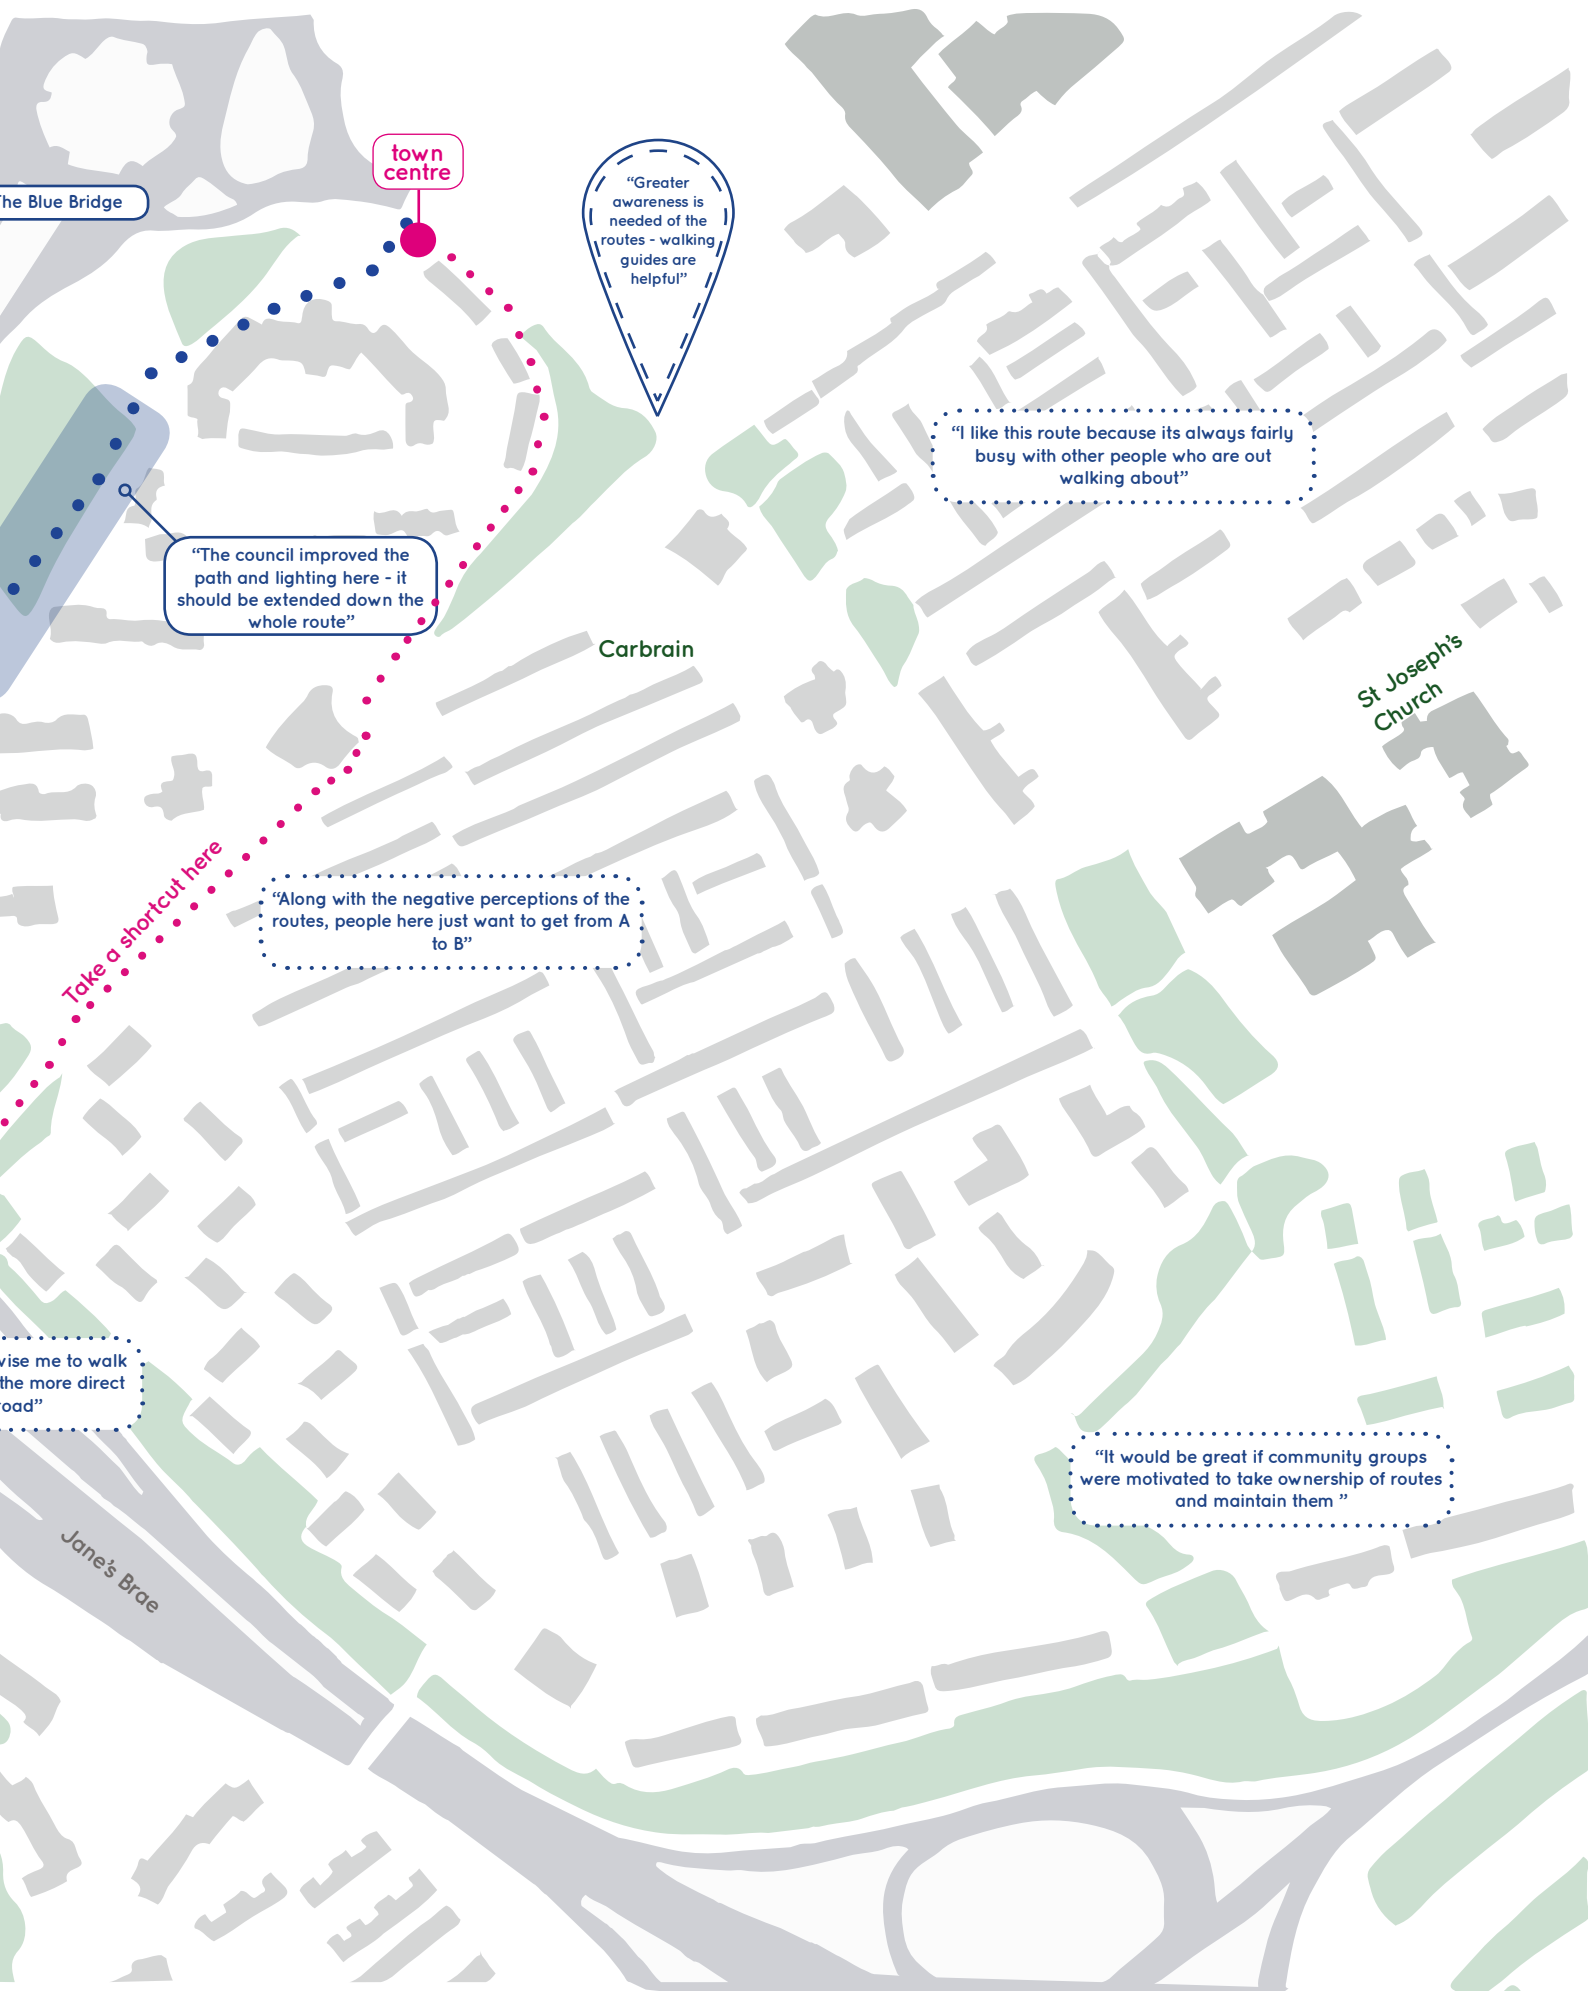 town
centre
The Blue Bridge
“Greater
awareness is
needed of the
routes - walking
guides are
helpful”
“I like this route because its always fairly
busy with other people who are out
walking about”
“The council improved the
path and lighting here - it
should be extended down the
whole route”
Carbrain
St Joseph’s
Church
Take a shortcut here
“Along with the negative perceptions of the
routes, people here just want to get from A
to B”
vise me to walk
the more direct
road”
“It would be great if community groups
were motivated to take ownership of routes
and maintain them ”
Jane’s Brae